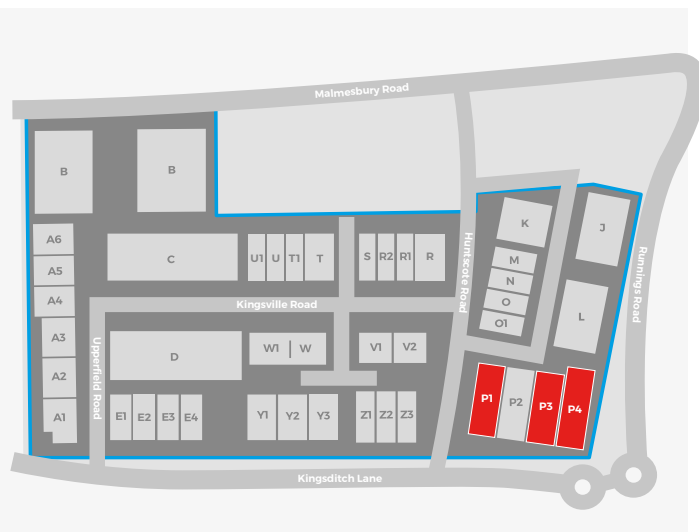 Malmesbury Road
B
B
K
J
A6
A5
A4
A3
A2
A1
C
U1
U
T1
T
S
R2
R1
R
M
N
O
O1
L
Huntscote Road
Runnings Road
Kingsville Road
Upperfield Road
D
W1
W
V1
V2
E1
E2
E3
E4
Y1
Y2
Y3
Z1
Z2
Z3
P1
P2
P3
P4
Kingsditch Lane